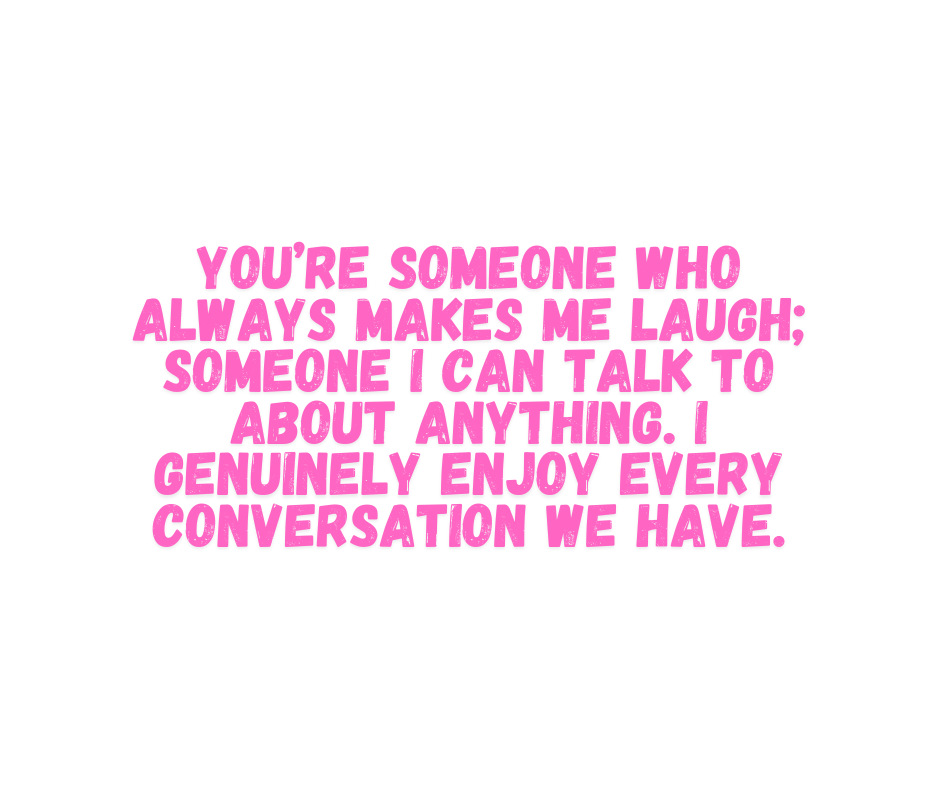 YOU’RE SOMEONE WHO
ALWAYS MAKES ME LAUGH;
SOMEONE I CAN TALK TO
ABOUT ANYTHING. I
GENUINELY ENJOY EVERY
CONVERSATION WE HAVE.